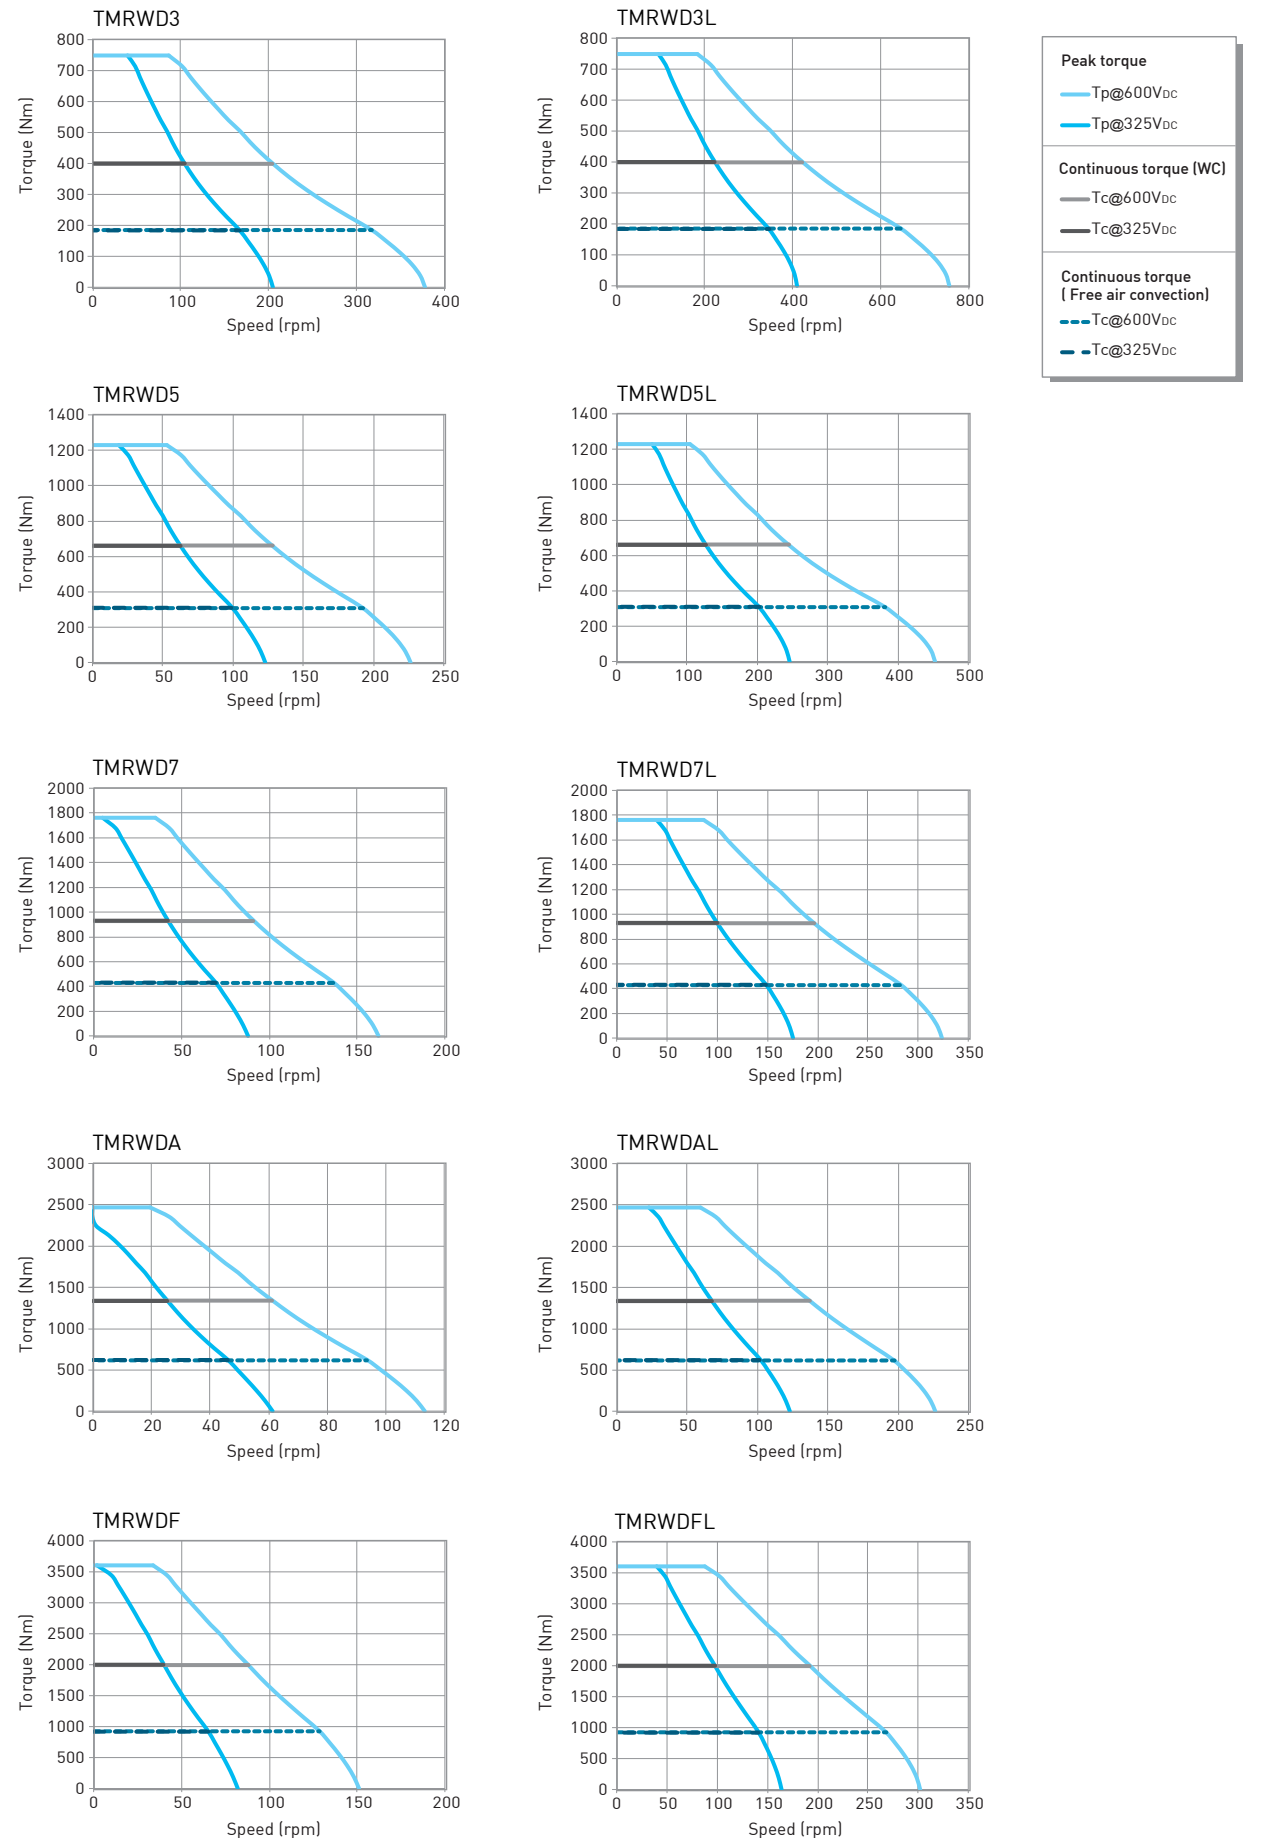 TMRWD3
800
700
600
500
400
300
200
100
0
0 100 200 300 400
Torque (Nm)
Speed (rpm)
TMRWD3L
800
700
600
500
400
300
200
100
0
0 200 400 600 800
Torque (Nm)
Speed (rpm)
Peak torque
Tp@600VDC
Tp@325VDC
Continuous torque (WC)
Tc@600VDC
Tc@325VDC
Continuous torque
( Free air convection)
Tc@600VDC
Tc@325VDC
TMRWD5
1400
1200
1000
800
600
400
200
0
0 50 100 150 200 250
Torque (Nm)
Speed (rpm)
TMRWD5L
1400
1200
1000
800
600
400
200
0
0 100 200 300 400 500
Torque (Nm)
Speed (rpm)
TMRWD7
2000
1800
1600
1400
1200
1000
800
600
400
200
0
0 50 100 150 200
Torque (Nm)
Speed (rpm)
TMRWD7L
2000
1800
1600
1400
1200
1000
800
600
400
200
0
0 50 100 150 200 250 300 350
Torque (Nm)
Speed (rpm)
TMRWDA
3000
2500
2000
1500
1000
500
0
0 20 40 60 80 100 120
Torque (Nm)
Speed (rpm)
TMRWDAL
3000
2500
2000
1500
1000
500
0
0 50 100 150 200 250
Torque (Nm)
Speed (rpm)
TMRWDF
4000
3500
3000
2500
2000
1500
1000
500
0
0 50 100 150 200
Torque (Nm)
Speed (rpm)
TMRWDFL
4000
3500
3000
2500
2000
1500
1000
500
0
0 50 100 150 200 250 300 350
Torque (Nm)
Speed (rpm)